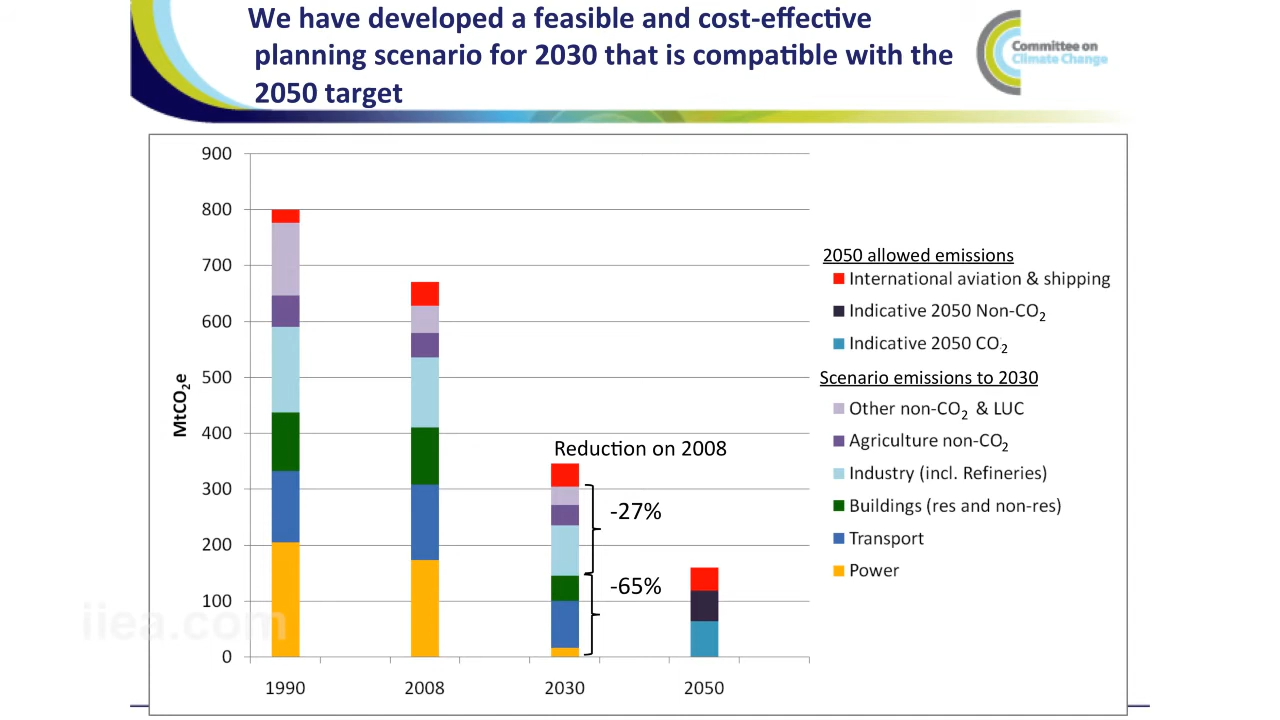 We have developed a feasible and cost-effective
planning scenario for 2030 that is compatible with the
2050 target
Committee on
Climate Change
900
800
700
600
500
400
300
200
100
0
MtCO₂e
1990
2008
2030
2050
Reduction on 2008
-27%
-65%
2050 allowed emissions
International aviation & shipping
Indicative 2050 Non-CO₂
Indicative 2050 CO₂
Scenario emissions to 2030
Other non-CO₂ & LUC
Agriculture non-CO₂
Industry (incl. Refineries)
Buildings (res and non-res)
Transport
Power
iiea.com